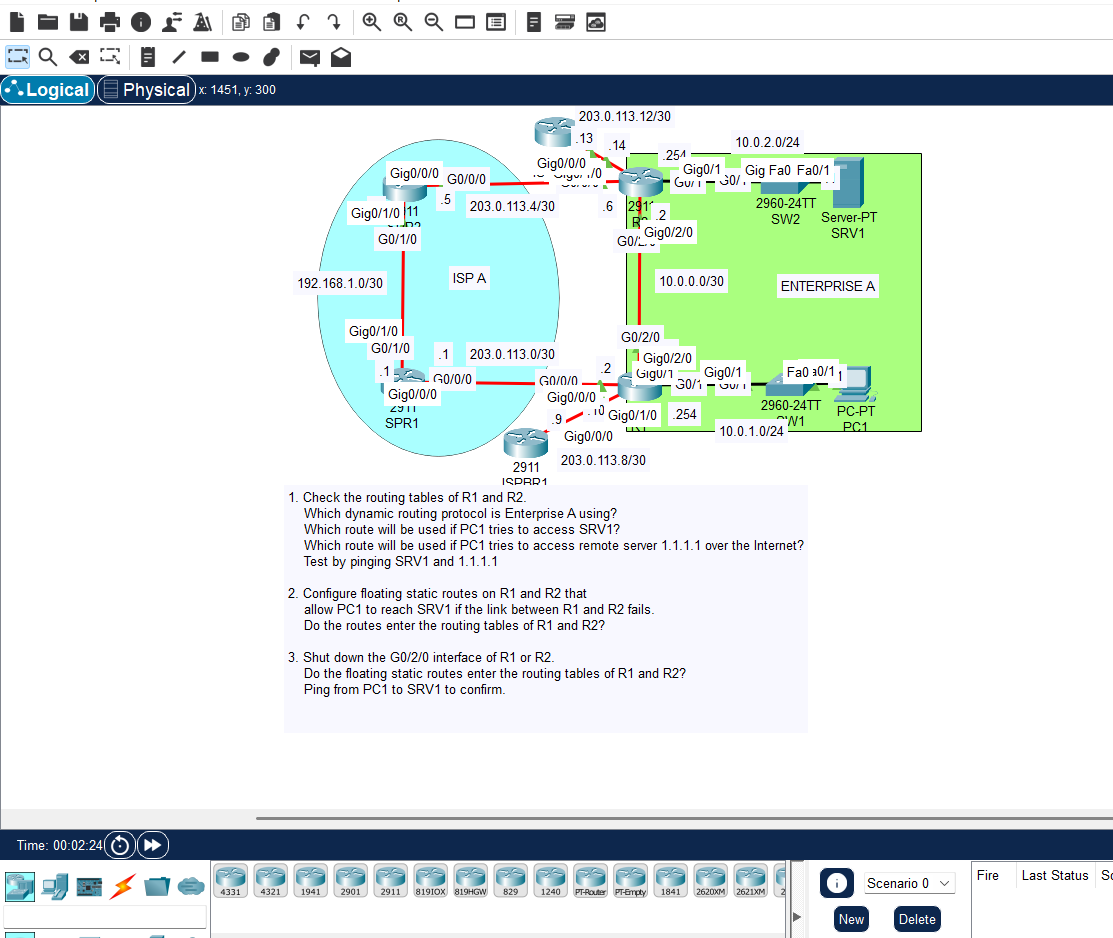 Logical
Physical
x: 1451, y: 300
203.0.113.12/30
.13
.14
10.0.2.0/24
.254
Gig0/0/0
Gig0/1
Gig
Fa0
Fa0/1
Gig0/0/0
G0/0/0
G0/1
2960-24TT
SW2
Server-PT
SRV1
.5
203.0.113.4/30
.6
.2
Gig0/1/0
G0/1/0
Gig0/2/0
192.168.1.0/30
ISP A
10.0.0.0/30
ENTERPRISE A
Gig0/1/0
G0/1/0
G0/2/0
.1
203.0.113.0/30
.2
Gig0/2/0
.1
G0/0/0
G0/0/0
Gig0/1
G0/1
G0/1
Fa0
Gig0/0/0
Gig0/0/0
2911
SPR1
.9
.10
Gig0/1/0
.254
2960-24TT
PC-PT
PC1
10.0.1.0/24
Gig0/0/0
203.0.113.8/30
2911
ISPBR1
1. Check the routing tables of R1 and R2.
Which dynamic routing protocol is Enterprise A using?
Which route will be used if PC1 tries to access SRV1?
Which route will be used if PC1 tries to access remote server 1.1.1.1 over the Internet?
Test by pinging SRV1 and 1.1.1.1
2. Configure floating static routes on R1 and R2 that
allow PC1 to reach SRV1 if the link between R1 and R2 fails.
Do the routes enter the routing tables of R1 and R2?
3. Shut down the G0/2/0 interface of R1 or R2.
Do the floating static routes enter the routing tables of R1 and R2?
Ping from PC1 to SRV1 to confirm.
Time: 00:02:24
4331
4321
1941
2901
2911
819IOX
819HGW
829
1240
PT-Router
PT-Empty
1841
2620XM
2621XM
Scenario 0
New
Delete
Fire
Last Status